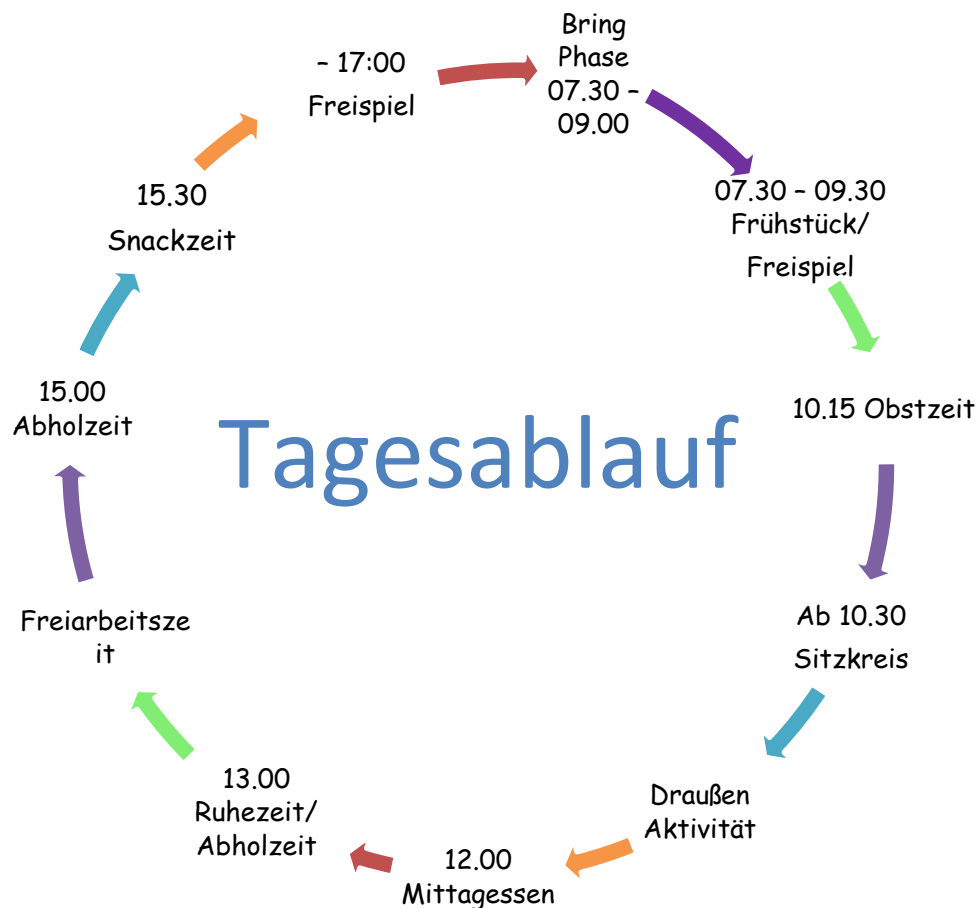 Bring
Phase
07.30 –
09.00
07.30 – 09.30
Frühstück/
Freispiel
10.15 Obstzeit
Ab 10.30
Sitzkreis
Draußen
Aktivität
12.00
Mittagessen
13.00
Ruhezeit/
Abholzeit
Freiarbeitsze
it
15.00
Abholzeit
15.30
Snackzeit
– 17:00
Freispiel
Tagesablauf